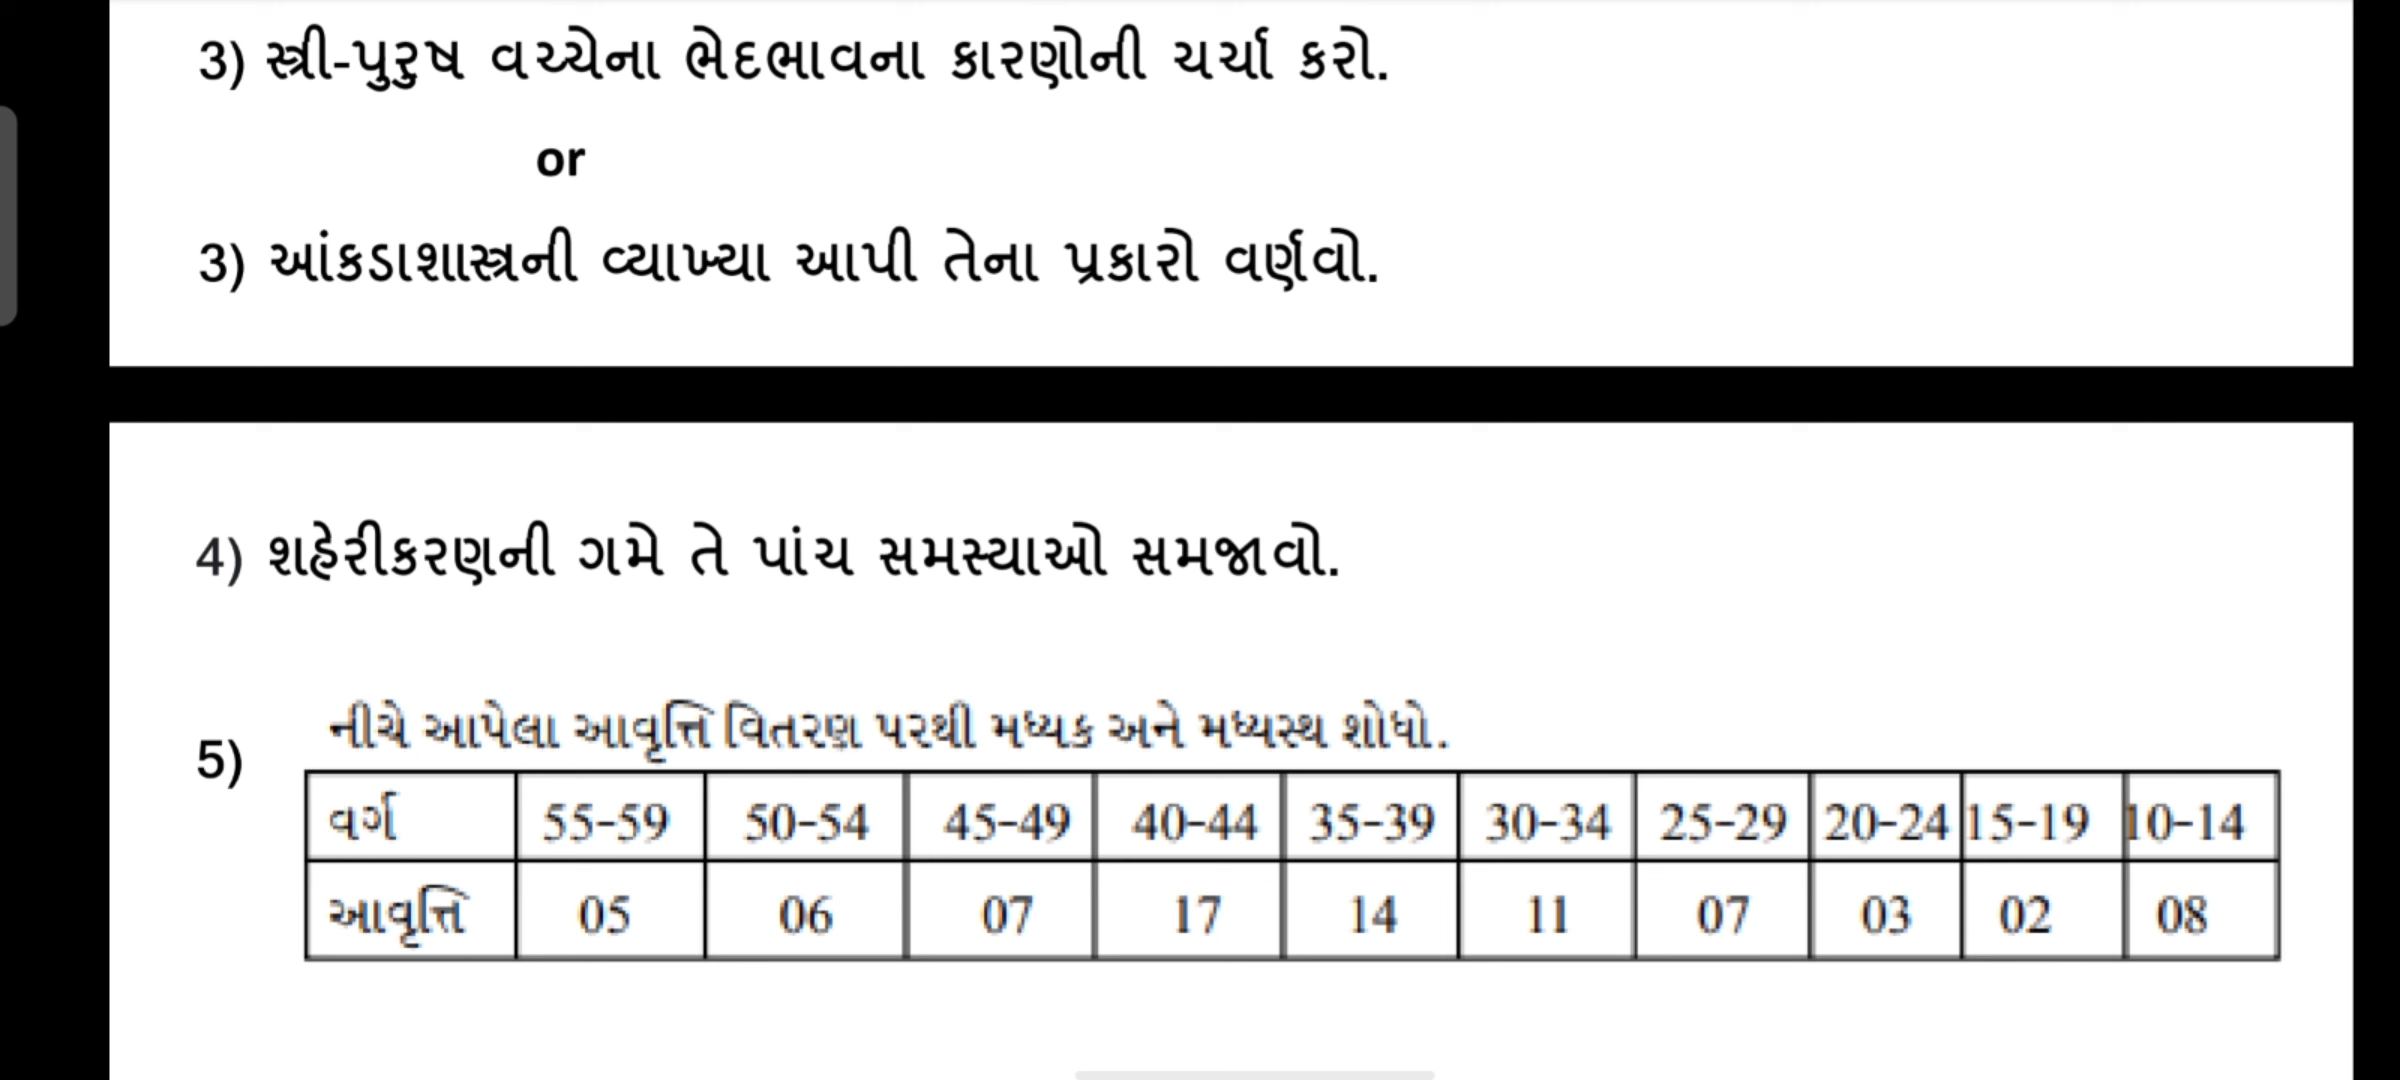 3) સ્ત્રી-પુરુષ વચ્ચેના ભેદભાવના કારણોની ચર્ચા કરો.
or
3) આંકડાશાસ્ત્રની વ્યાખ્યા આપી તેના પ્રકારો વર્ણવો.
4) શહેરીકરણની ગમે તે પાંચ સમસ્યાઓ સમજાવો.
5) નીચે આપેલા આવૃત્તિ વિતરણ પરથી મધ્યક અને મધ્યસ્થ શોધો.
વર્ગ 55-59 50-54 45-49 40-44 35-39 30-34 25-29 20-24 15-19 10-14
આવૃત્તિ 05 06 07 17 14 11 07 03 02 08